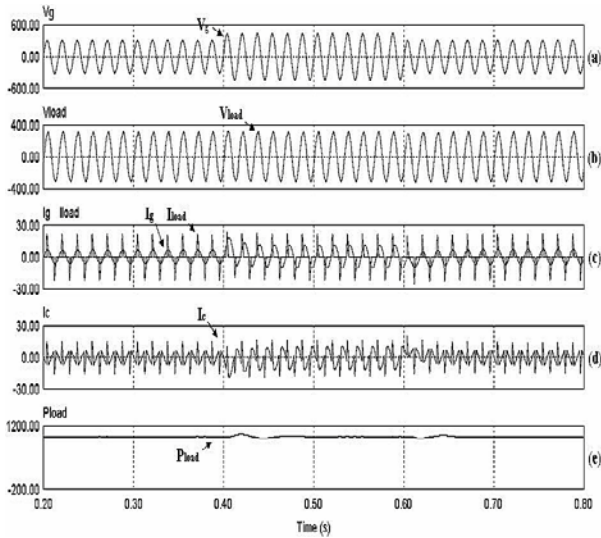 Vg
600.00
Vs
0.00
(a)
-600.00
Vload
400.00
Vload
0.00
(b)
-400.00
Ig Iload
30.00
Ig Iload
0.00
(c)
-30.00
Ic
30.00
Ic
0.00
(d)
-30.00
Pload
1200.00
Pload
(e)
-200.00
0.20 0.30 0.40 0.50 0.60 0.70 0.80
Time (s)